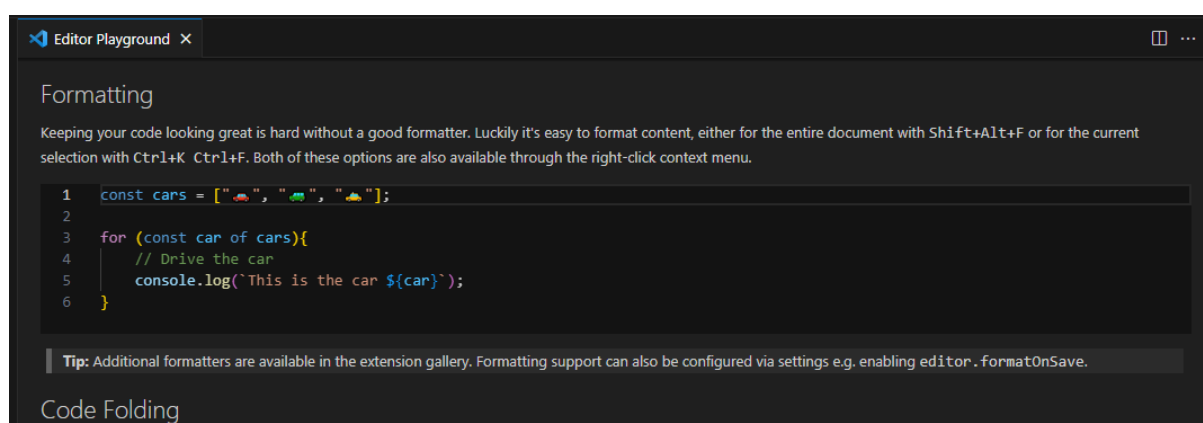 Editor Playground
Formatting
Keeping your code looking great is hard without a good formatter. Luckily it's easy to format content, either for the entire document with Shift+Alt+F or for the current
selection with Ctrl+K Ctrl+F. Both of these options are also available through the right-click context menu.
1 const cars = ["🚗", "🚙", "🚕"];
2
3 for (const car of cars){
4 // Drive the car
5 console.log(`This is the car ${car}`);
6 }
Tip: Additional formatters are available in the extension gallery. Formatting support can also be configured via settings e.g. enabling editor.formatOnSave.
Code Folding